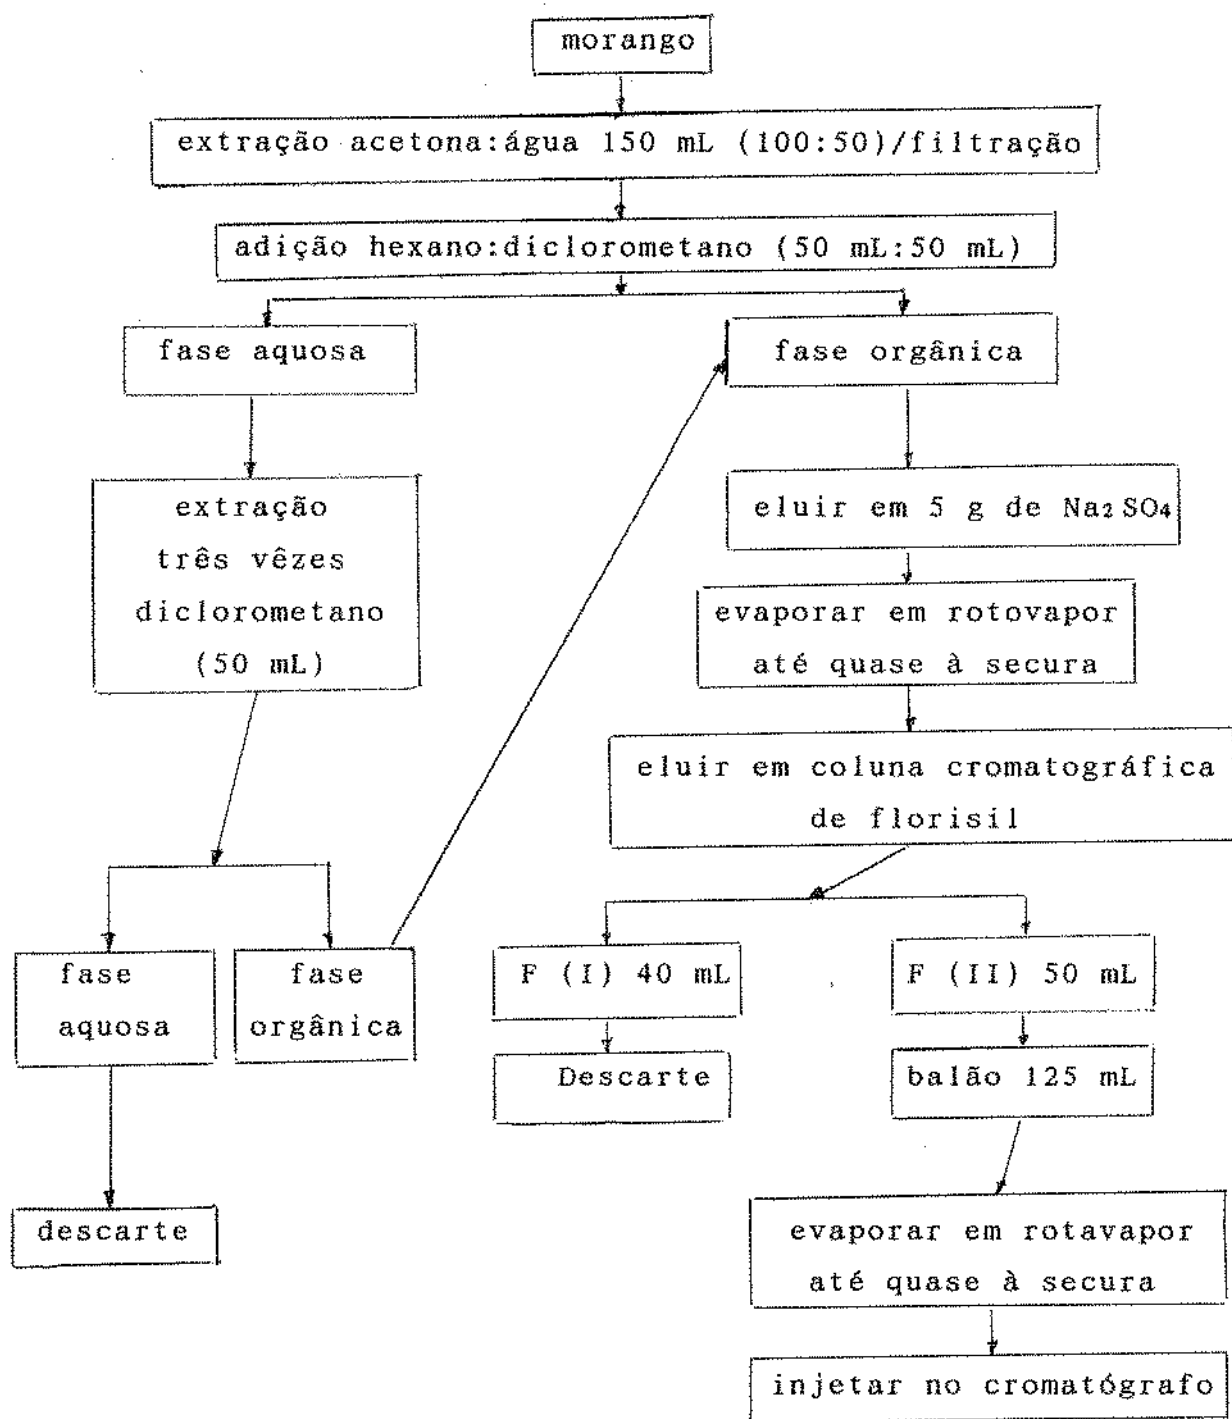 morango
extração acetona:água 150 mL (100:50)/filtração
adição hexano:diclorometano (50 mL:50 mL)
fase aquosa
fase orgânica
extração
três vêzes
diclorometano
(50 mL)
eluir em 5 g de Na₂SO₄
evaporar em rotovapor
até quase à secura
eluir em coluna cromatográfica
de florisil
fase
aquosa
fase
orgânica
F (I) 40 mL
F (II) 50 mL
Descarte
balão 125 mL
descarte
evaporar em rotavapor
até quase à secura
injetar no cromatógrafo